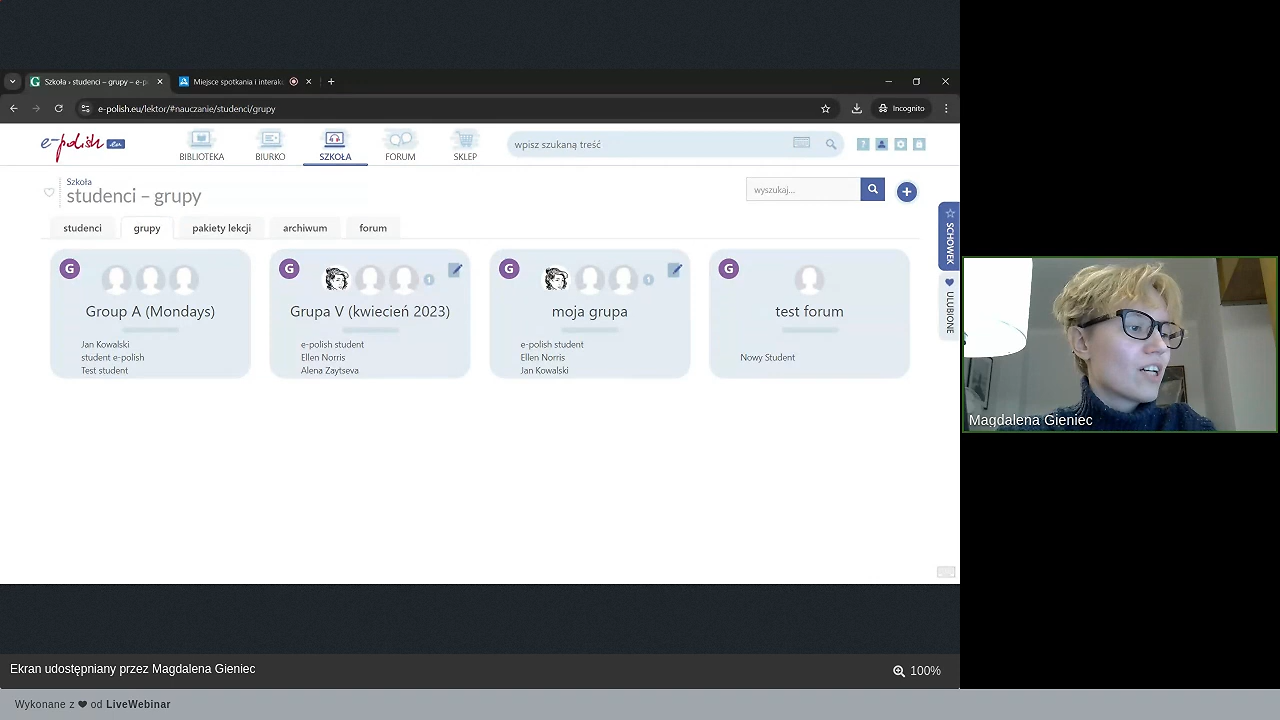 Szkoła › studenci – grupy – e-p
Miejsce spotkania i interak
e-polish.eu/lektor/#nauczanie/studenci/grupy
Incognito
e-polish.eu
BIBLIOTEKA
BIURKO
SZKOŁA
FORUM
SKLEP
wpisz szukaną treść
?
Szkoła
studenci – grupy
wyszukaj...
studenci
grupy
pakiety lekcji
archiwum
forum
SCHOWEK
ULUBIONE
G
Group A (Mondays)
Jan Kowalski
student e-polish
Test student
G
Grupa V (kwiecień 2023)
e-polish student
Ellen Norris
Alena Zaytseva
G
moja grupa
e-polish student
Ellen Norris
Jan Kowalski
G
test forum
Nowy Student
Magdalena Gieniec
Ekran udostępniany przez Magdalena Gieniec
100%
Wykonane z ❤ od LiveWebinar